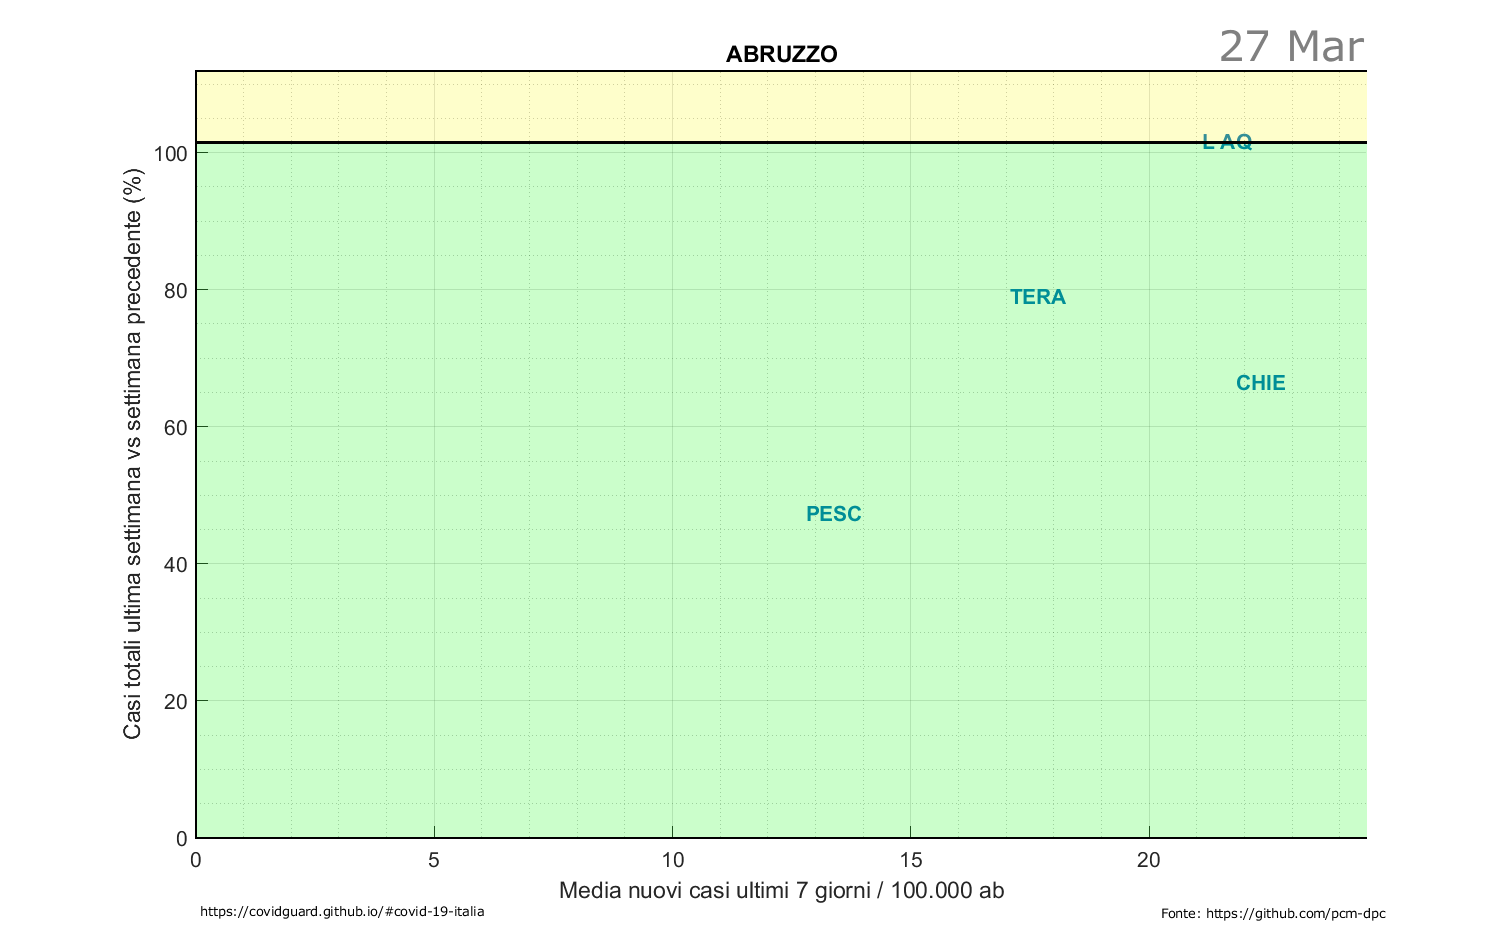 27 Mar
ABRUZZO
L AQ
100
TERA
80
CHIE
60
PESC
40
20
0
Casi totali ultima settimana vs settimana precedente (%)
0 5 10 15 20
Media nuovi casi ultimi 7 giorni / 100.000 ab
https://covidguard.github.io/#covid-19-italia
Fonte: https://github.com/pcm-dpc